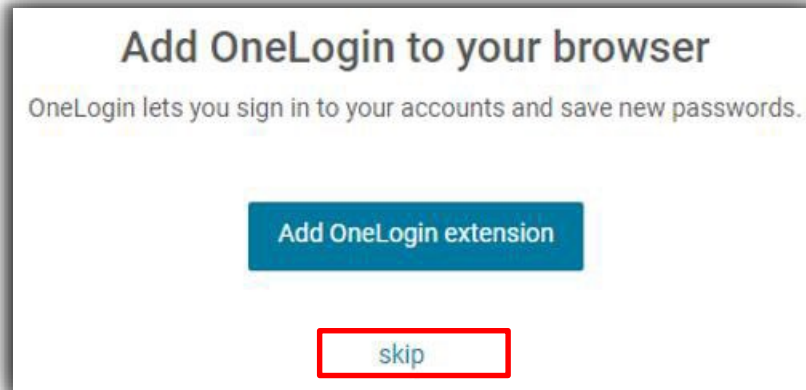 Add OneLogin to your browser
OneLogin lets you sign in to your accounts and save new passwords.
Add OneLogin extension
skip